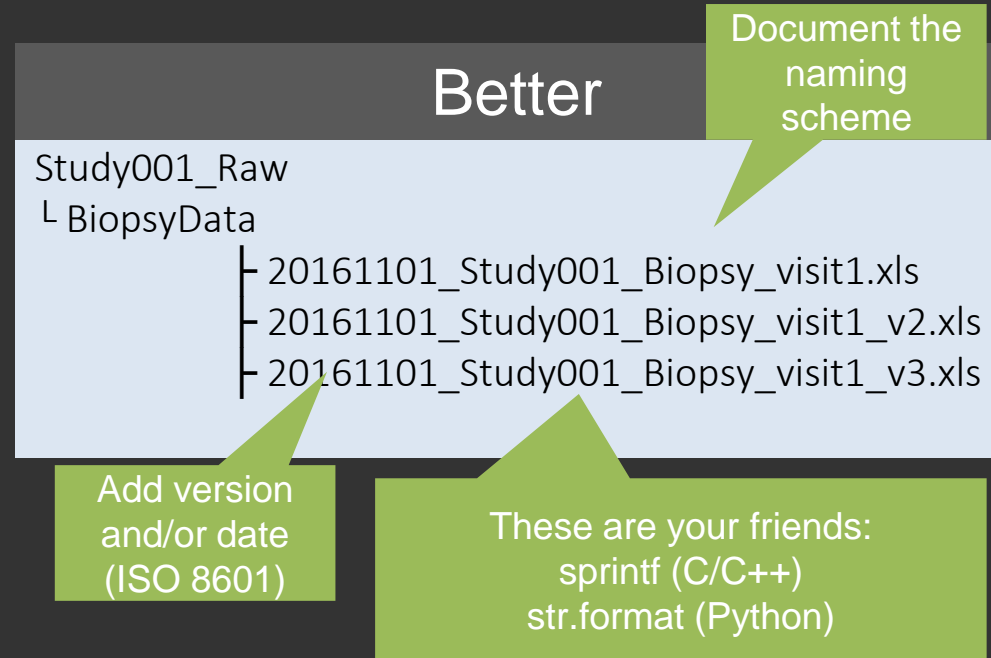 Document the
naming
scheme
Better
Study001_Raw
└ BiopsyData
├ 20161101_Study001_Biopsy_visit1.xls
├ 20161101_Study001_Biopsy_visit1_v2.xls
├ 20161101_Study001_Biopsy_visit1_v3.xls
Add version
and/or date
(ISO 8601)
These are your friends:
sprintf (C/C++)
str.format (Python)